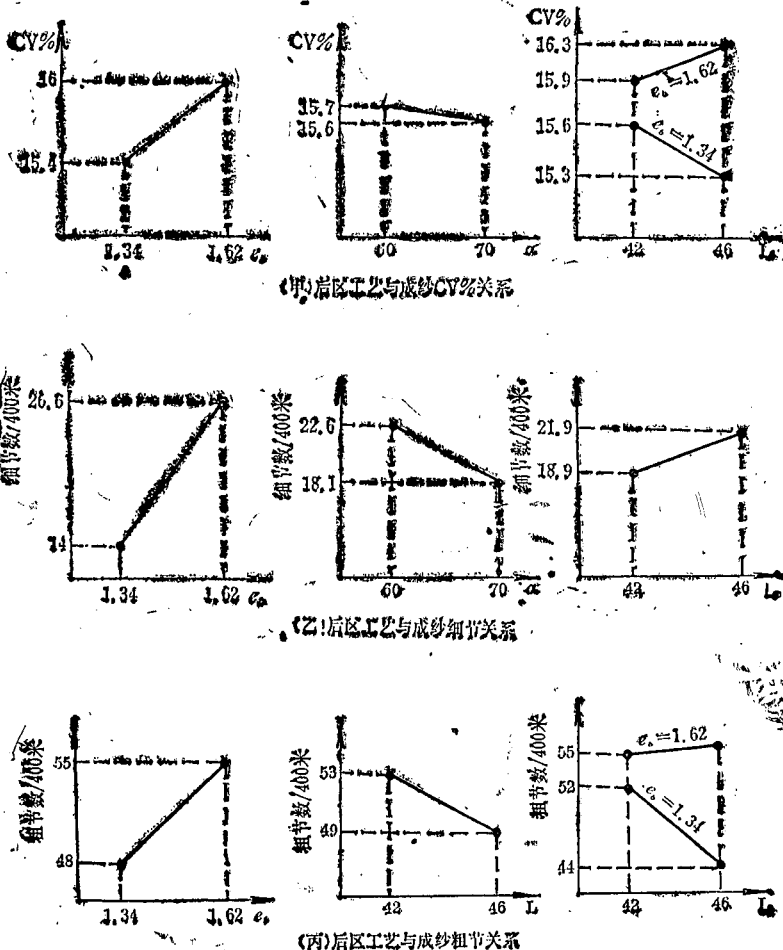 CV%
16
15.4
1.34
1.62
CV%
15.7
15.6
60
70
α
CV%
16.3
15.9
15.6
15.3
=1.62
=1.34
42
46
(甲)后区工艺与成纱CV%关系
细节数/400米
14
1.34
1.62
细节数/400米
22.6
18.1
60
70
α
细节数/400米
21.9
18.9
42
46
(乙)后区工艺与成纱细节关系
粗节数/400米
55
48
1.34
1.62
粗节数/400米
53
49
42
46
L
粗节数/400米
55
52
44
=1.62
=1.34
42
46
(丙)后区工艺与成纱粗节关系